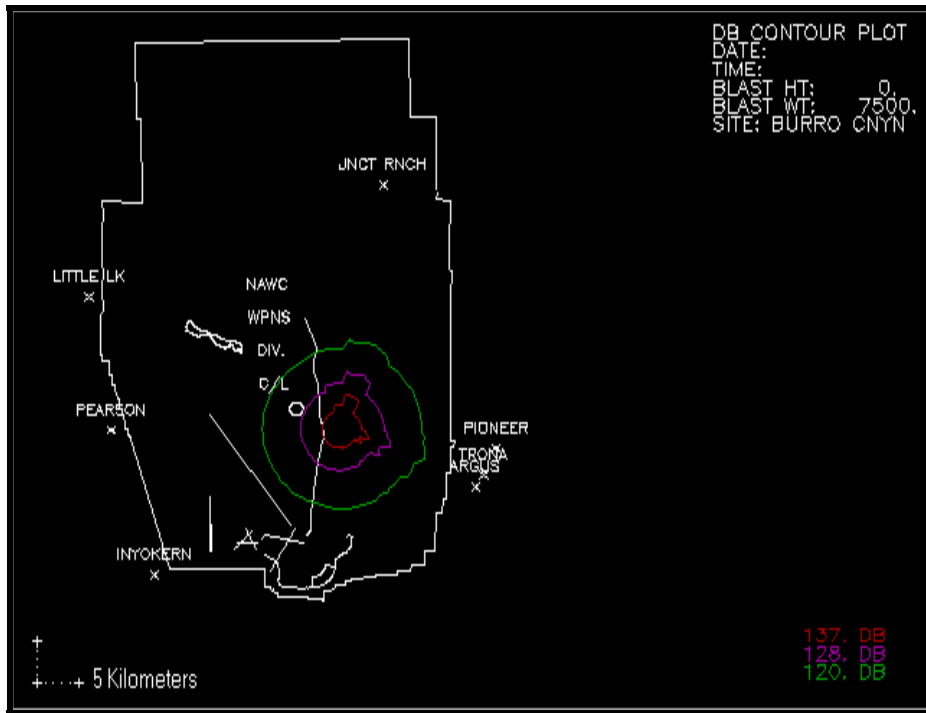 DB CONTOUR PLOT
DATE:
TIME:
BLAST HT: 0.
BLAST WT: 7500.
SITE: BURRO CNYN
JNCT RNCH
LITTLE LK
NAWC
WPNS
DIV.
C/L
PEARSON
PIONEER
TRONA
ARGUS
INYOKERN
137. DB
128. DB
120. DB
5 Kilometers